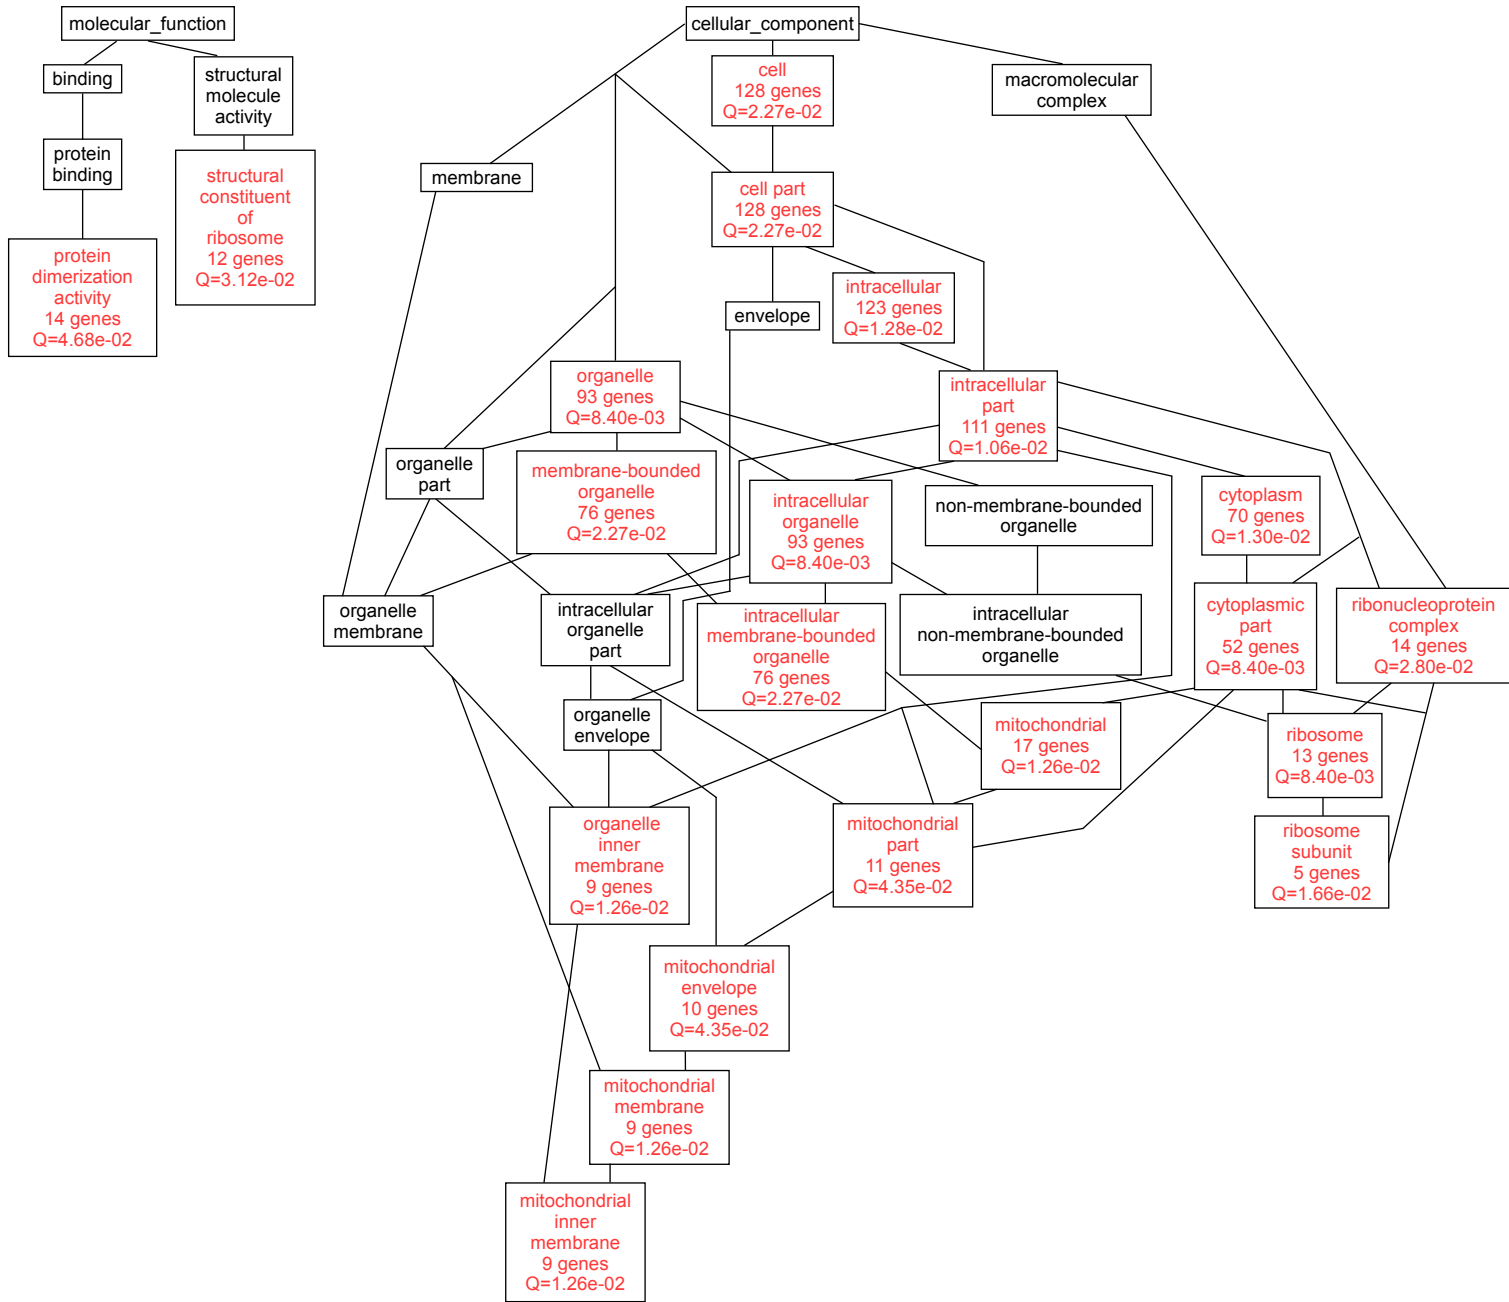 molecular_function
binding
structural
molecule
activity
protein
binding
structural
constituent
of
ribosome
12 genes
Q=3.12e-02
protein
dimerization
activity
14 genes
Q=4.68e-02
cellular_component
cell
128 genes
Q=2.27e-02
macromolecular
complex
membrane
cell part
128 genes
Q=2.27e-02
intracellular
123 genes
Q=1.28e-02
envelope
organelle
93 genes
Q=8.40e-03
intracellular
part
111 genes
Q=1.06e-02
organelle
part
membrane-bounded
organelle
76 genes
Q=2.27e-02
intracellular
organelle
93 genes
Q=8.40e-03
non-membrane-bounded
organelle
cytoplasm
70 genes
Q=1.30e-02
organelle
membrane
intracellular
organelle
part
intracellular
membrane-bounded
organelle
76 genes
Q=2.27e-02
intracellular
non-membrane-bounded
organelle
cytoplasmic
part
52 genes
Q=8.40e-03
ribonucleoprotein
complex
14 genes
Q=2.80e-02
organelle
envelope
mitochondrial
17 genes
Q=1.26e-02
ribosome
13 genes
Q=8.40e-03
organelle
inner
membrane
9 genes
Q=1.26e-02
mitochondrial
part
11 genes
Q=4.35e-02
ribosome
subunit
5 genes
Q=1.66e-02
mitochondrial
envelope
10 genes
Q=4.35e-02
mitochondrial
membrane
9 genes
Q=1.26e-02
mitochondrial
inner
membrane
9 genes
Q=1.26e-02